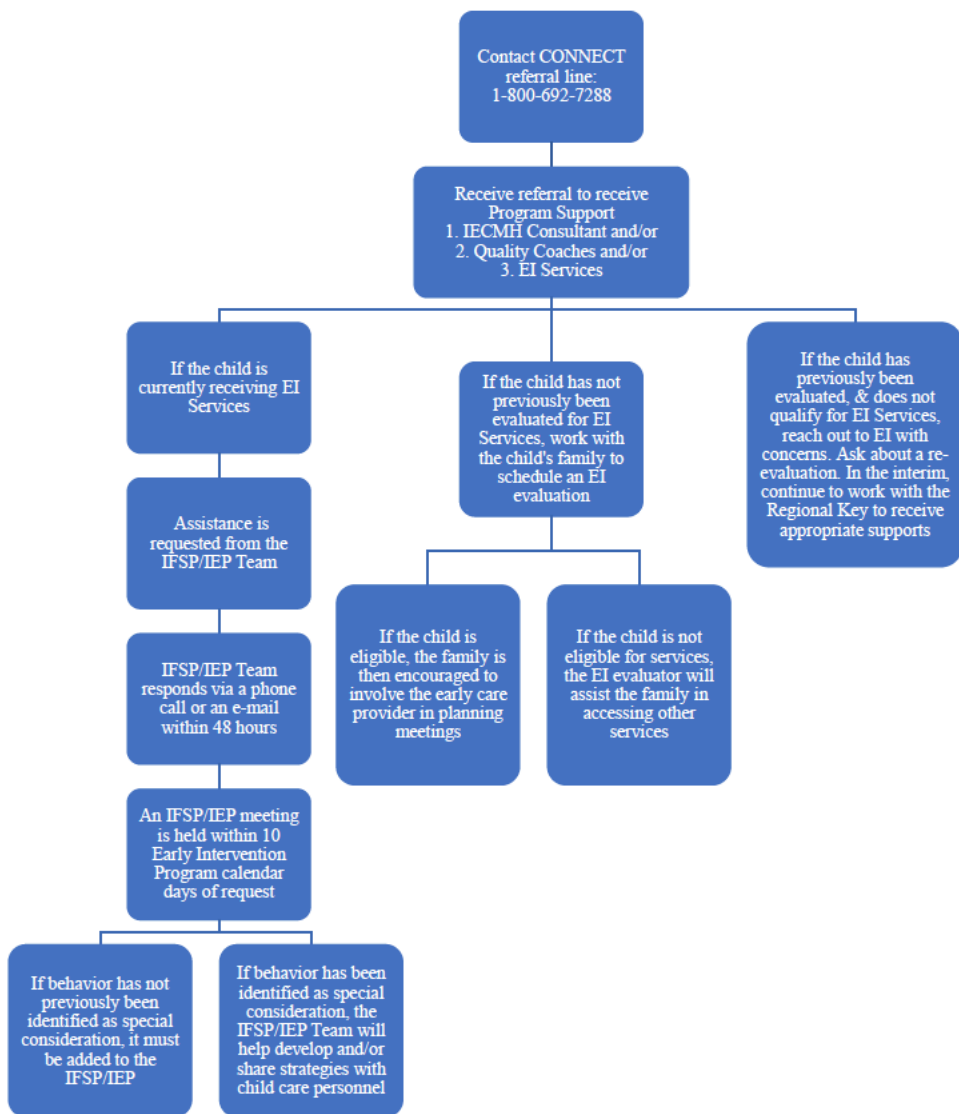 Contact CONNECT
referral line:
1-800-692-7288
Receive referral to receive
Program Support
1. IECMH Consultant and/or
2. Quality Coaches and/or
3. EI Services
If the child is
currently receiving EI
Services
Assistance is
requested from the
IFSP/IEP Team
IFSP/IEP Team
responds via a phone
call or an e-mail
within 48 hours
An IFSP/IEP meeting
is held within 10
Early Intervention
Program calendar
days of request
If behavior has not
previously been
identified as special
consideration, it must
be added to the
IFSP/IEP
If behavior has been
identified as special
consideration, the
IFSP/IEP Team will
help develop and/or
share strategies with
child care personnel
If the child has not
previously been
evaluated for EI
Services, work with
the child's family to
schedule an EI
evaluation
If the child is
eligible, the family is
then encouraged to
involve the early care
provider in planning
meetings
If the child is not
eligible for services,
the EI evaluator will
assist the family in
accessing other
services
If the child has
previously been
evaluated, & does not
qualify for EI Services,
reach out to EI with
concerns. Ask about a re-
evaluation. In the interim,
continue to work with the
Regional Key to receive
appropriate supports